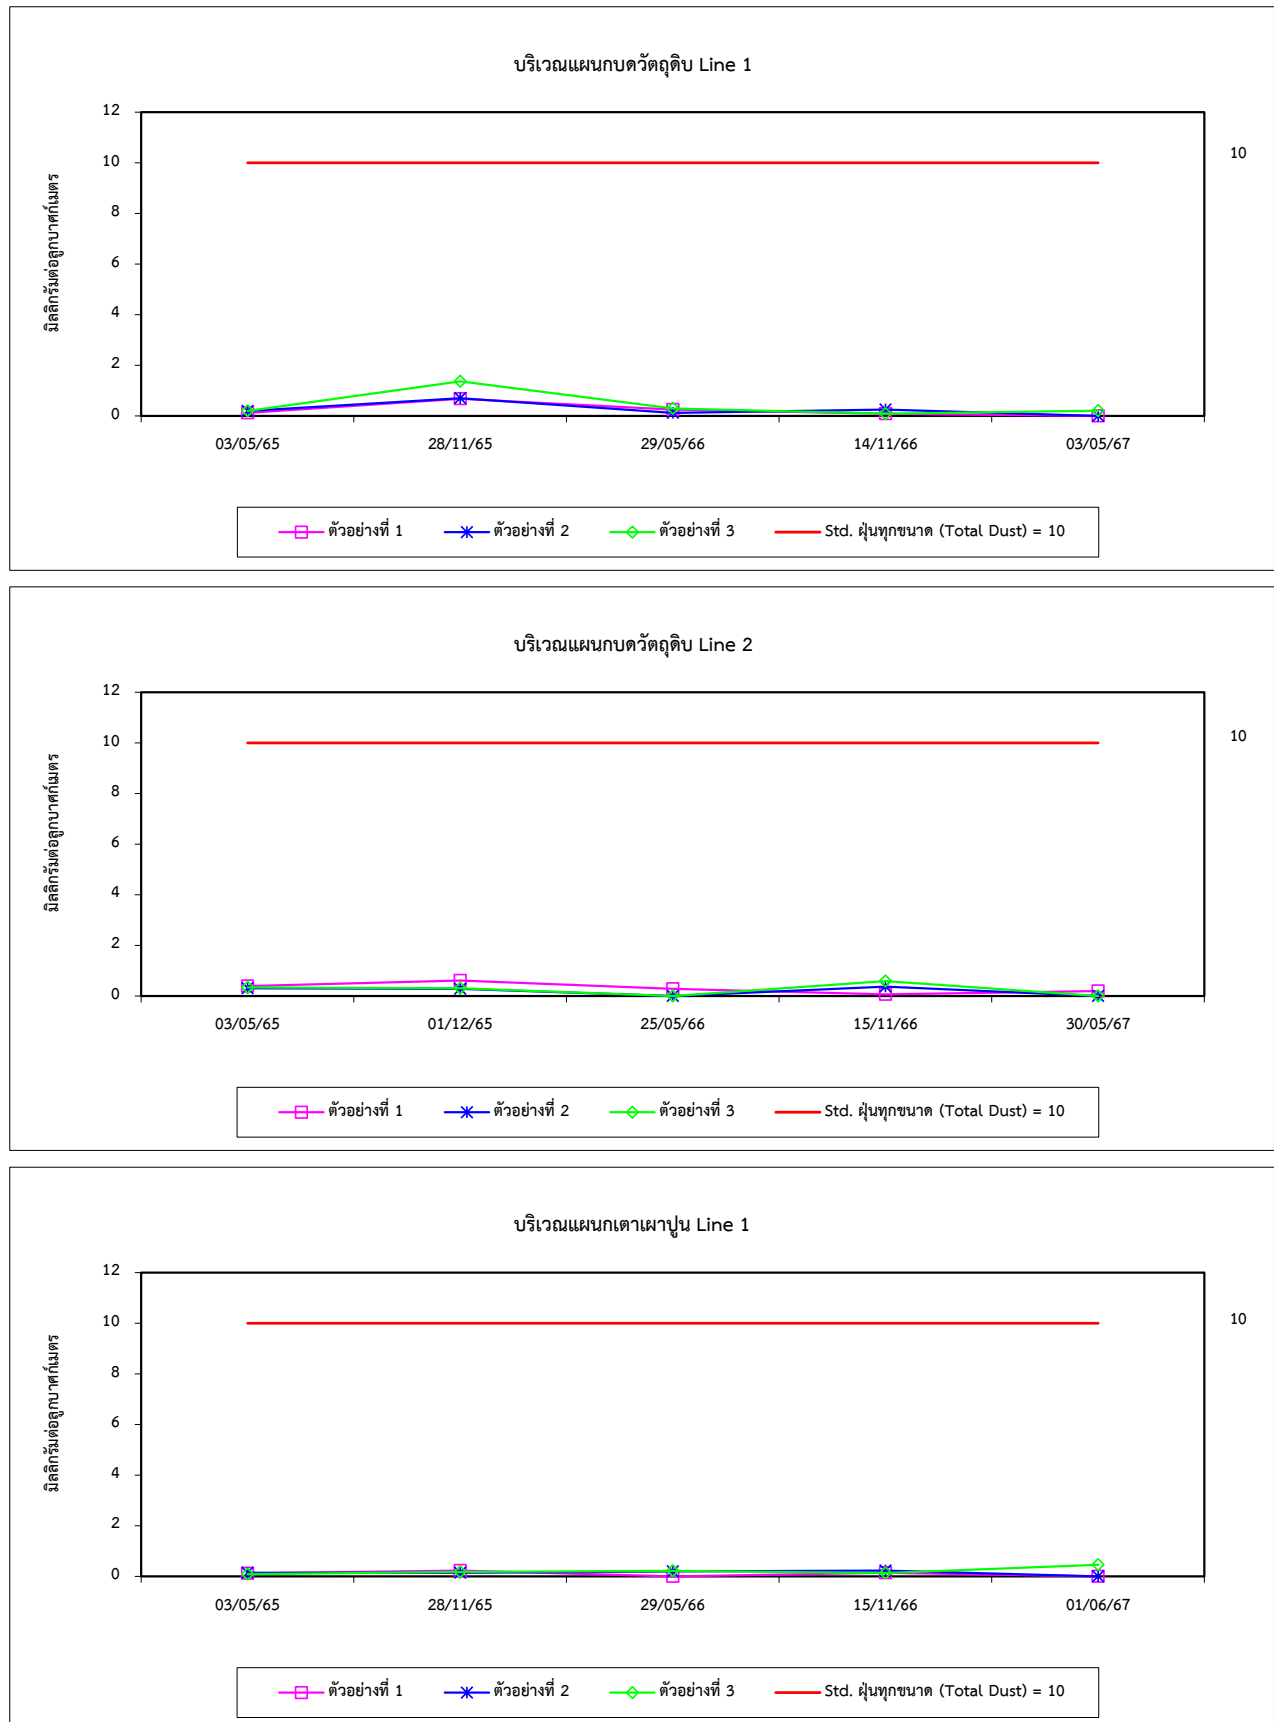 บริเวณแผนกบดวัตถุดิบ Line 1
มิลลิกรัมต่อลูกบาศก์เมตร
12
10
8
6
4
2
0
10
03/05/65 28/11/65 29/05/66 14/11/66 03/05/67
ตัวอย่างที่ 1 ตัวอย่างที่ 2 ตัวอย่างที่ 3 Std. ฝุ่นทุกขนาด (Total Dust) = 10
บริเวณแผนกบดวัตถุดิบ Line 2
มิลลิกรัมต่อลูกบาศก์เมตร
12
10
8
6
4
2
0
10
03/05/65 01/12/65 25/05/66 15/11/66 30/05/67
ตัวอย่างที่ 1 ตัวอย่างที่ 2 ตัวอย่างที่ 3 Std. ฝุ่นทุกขนาด (Total Dust) = 10
บริเวณแผนกเตาเผาปูน Line 1
มิลลิกรัมต่อลูกบาศก์เมตร
12
10
8
6
4
2
0
10
03/05/65 28/11/65 29/05/66 15/11/66 01/06/67
ตัวอย่างที่ 1 ตัวอย่างที่ 2 ตัวอย่างที่ 3 Std. ฝุ่นทุกขนาด (Total Dust) = 10